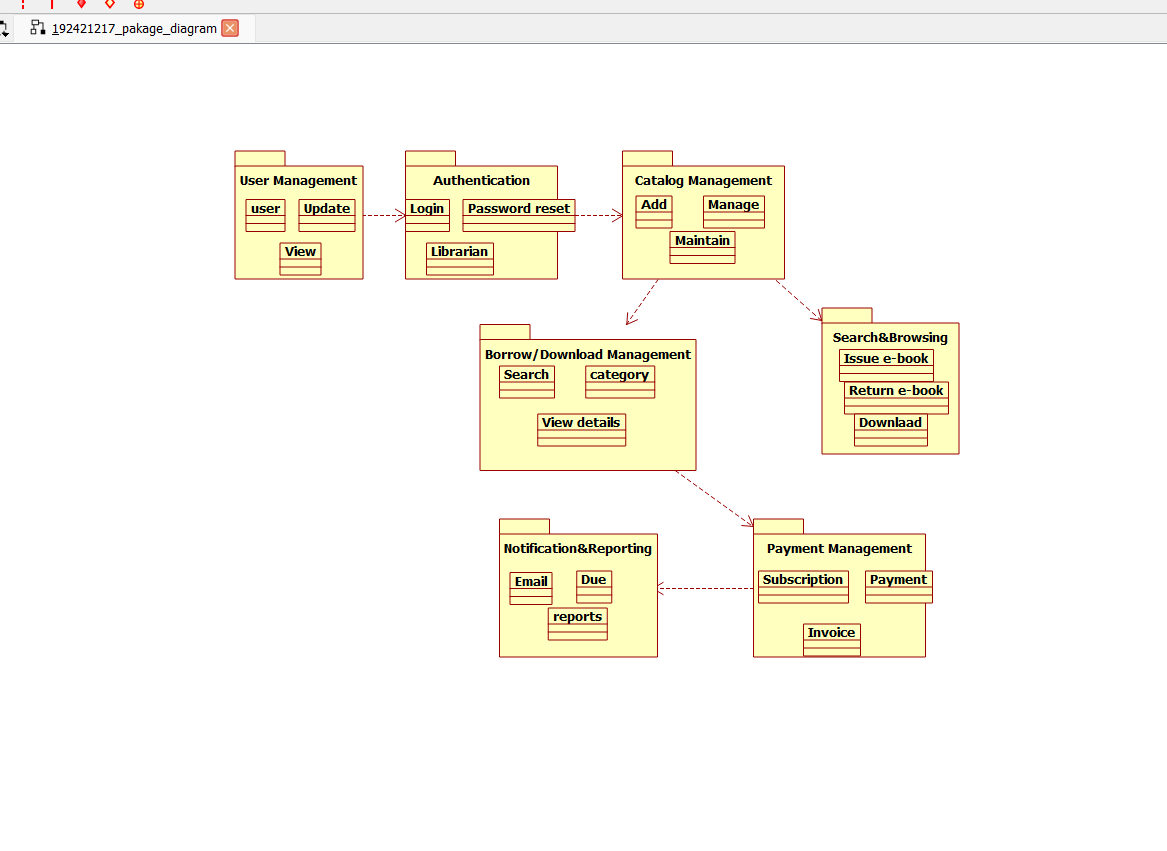 192421217_pakage_diagram
User Management
user
Update
View
Authentication
Login
Password reset
Librarian
Catalog Management
Add
Manage
Maintain
Borrow/Download Management
Search
category
View details
Search&Browsing
Issue e-book
Return e-book
Downlaad
Notification&Reporting
Email
Due
reports
Payment Management
Subscription
Payment
Invoice